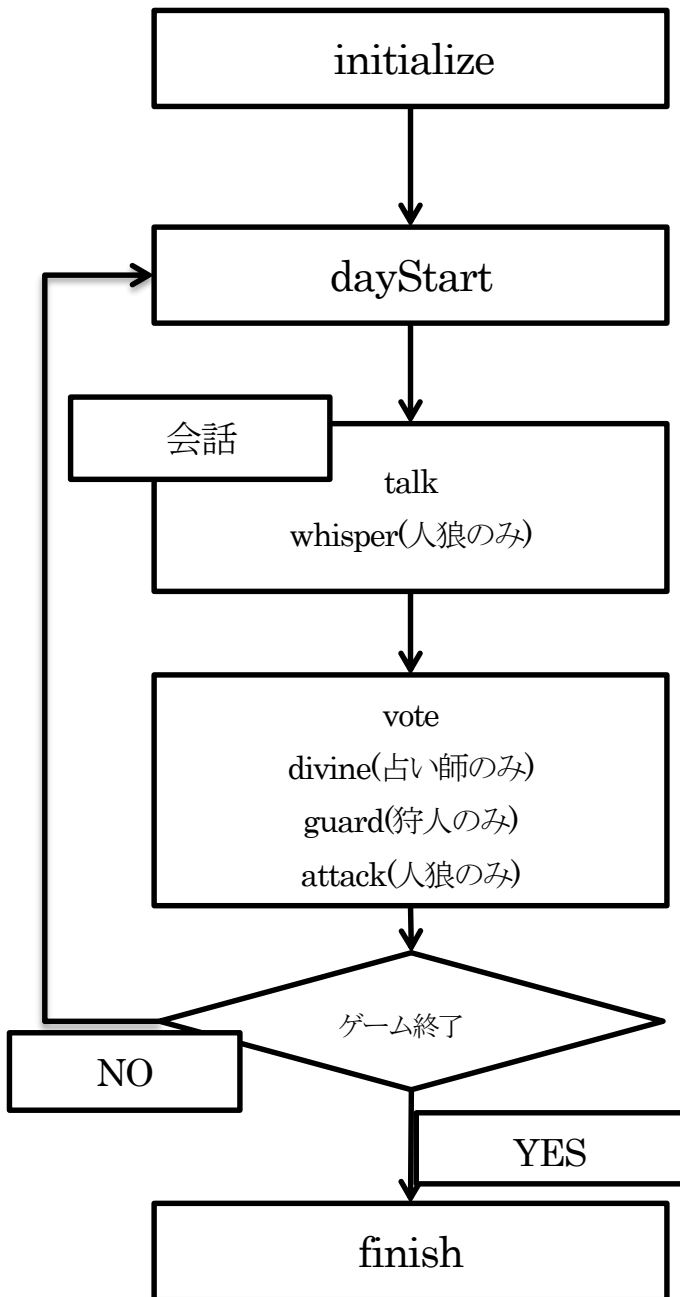 initialize
dayStart
会話
talk
whisper(人狼のみ)
vote
divine(占い師のみ)
guard(狩人のみ)
attack(人狼のみ)
ゲーム終了
NO
YES
finish